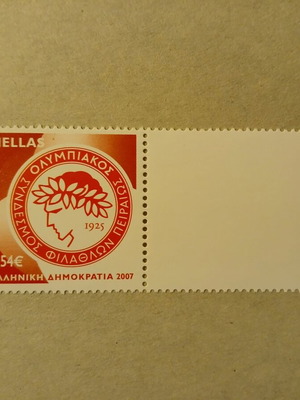 HELLAS
ΟΛΥΜΠΙΑΚΟΣ
ΣΥΝΔΕΣΜΟΣ ΦΙΛΑΘΛΩΝ ΠΕΙΡΑΙΩΣ
1925
54€
ΛΛΗΝΙΚΗ ΔΗΜΟΚΡΑΤΙΑ 2007